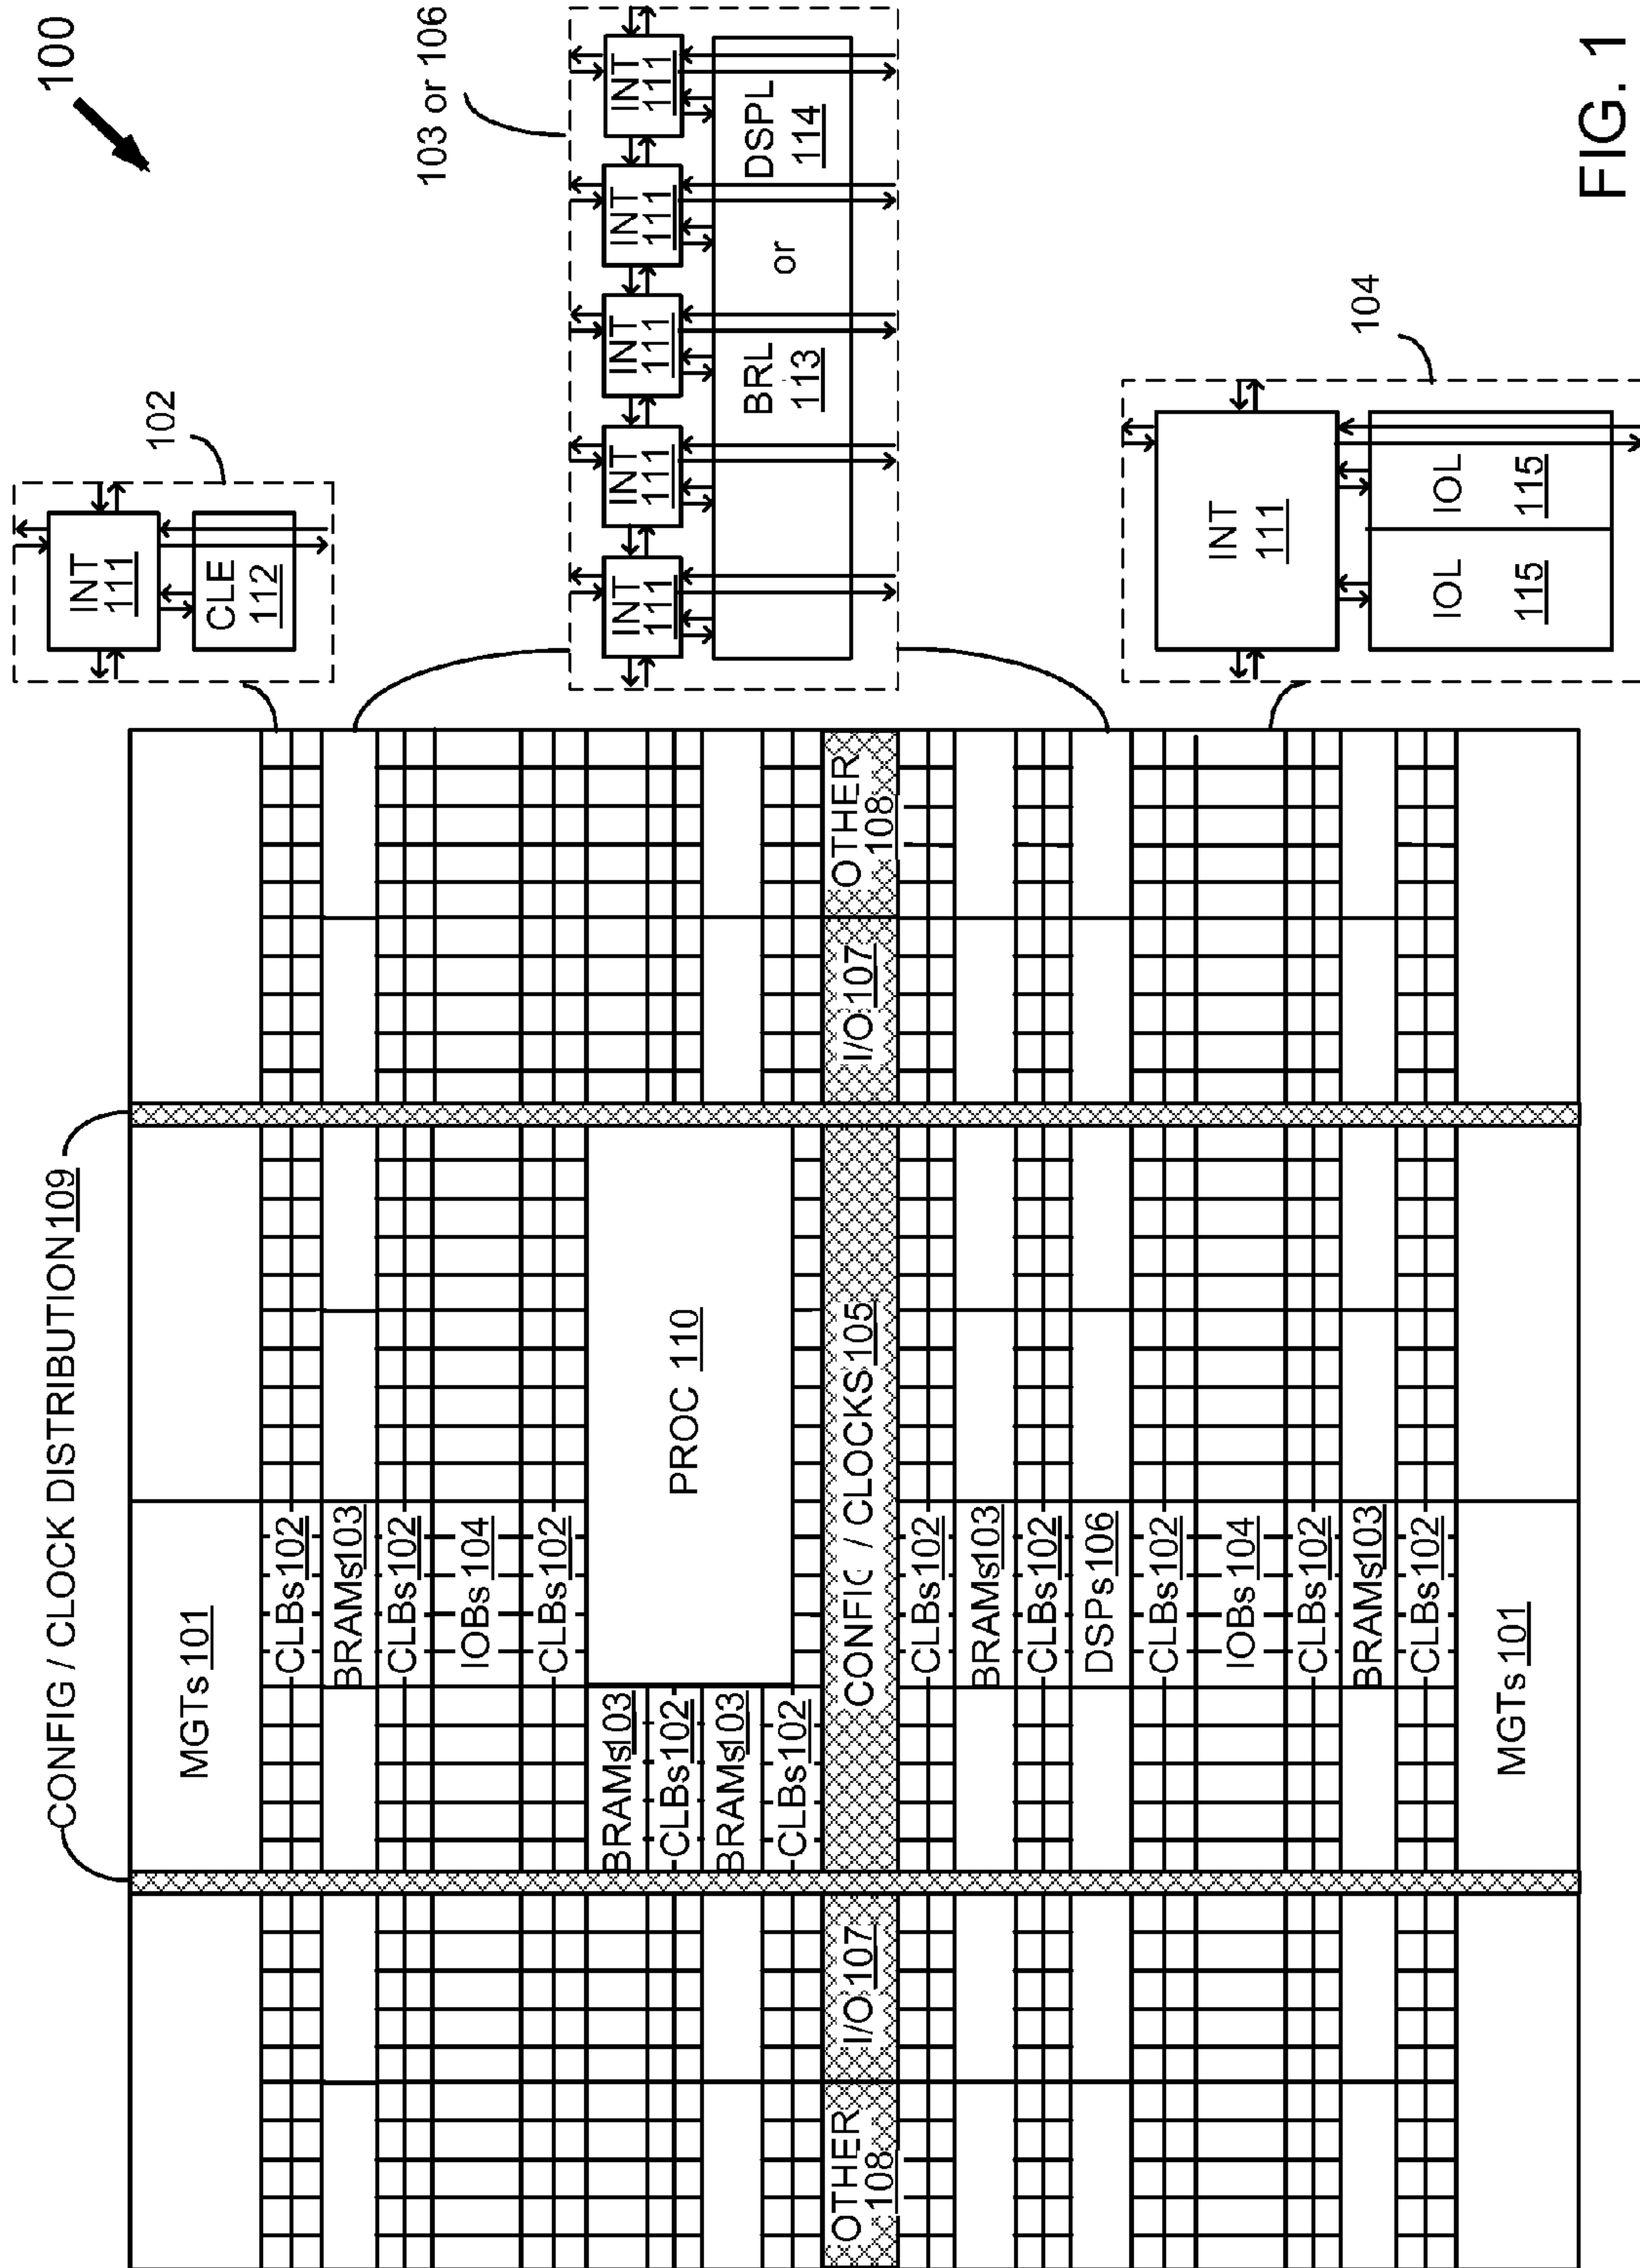 100
CONFIG / CLOCK DISTRIBUTION 109
MGTs 101
CLBs 102
BRAMs 103
CLBs 102
IOBs 104
CLBs 102
BRAMs 103
CLBs 102
BRAMs 103
CLBs 102
PROC 110
OTHER
108
I/O 107
CONFIG / CLOCKS 105
I/O 107
OTHER
108
CLBs 102
BRAMs 103
CLBs 102
DSPs 106
CLBs 102
IOBs 104
CLBs 102
BRAMs 103
CLBs 102
MGTs 101
102
INT
111
CLE
112
103 or 106
INT
111
INT
111
INT
111
INT
111
INT
111
BRL
113
or
DSPL
114
104
INT
111
IOL
115
IOL
115
FIG. 1